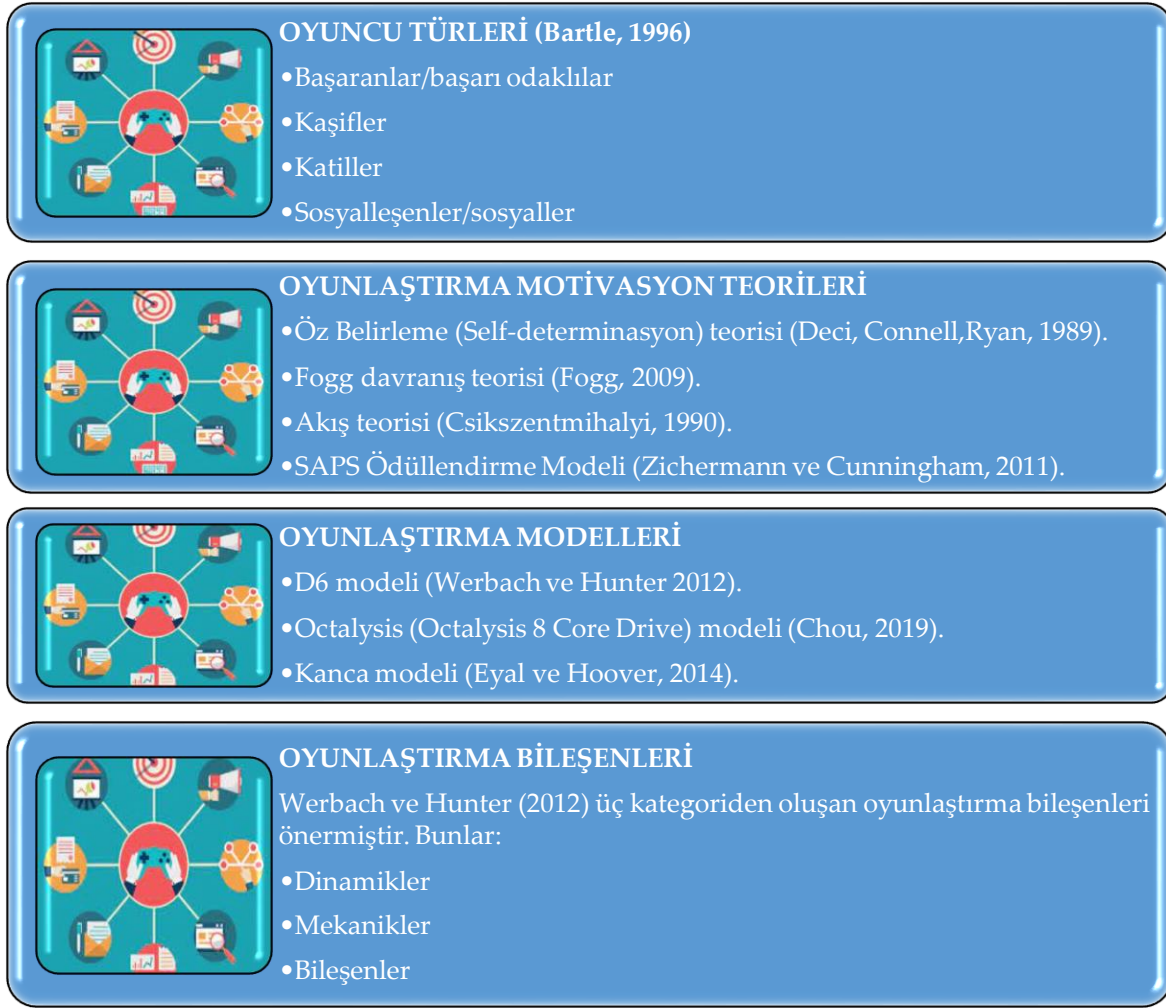 OYUNCU TÜRLERİ (Bartle, 1996)
•Başaranlar/başarı odaklılar
•Kaşifler
•Katiller
•Sosyalleşenler/sosyaller
OYUNLAŞTIRMA MOTİVASYON TEORİLERİ
•Öz Belirleme (Self-determinasyon) teorisi (Deci, Connell,Ryan, 1989).
•Fogg davranış teorisi (Fogg, 2009).
•Akış teorisi (Csikszentmihalyi, 1990).
•SAPS Ödüllendirme Modeli (Zichermann ve Cunningham, 2011).
OYUNLAŞTIRMA MODELLERİ
•D6 modeli (Werbach ve Hunter 2012).
•Octalysis (Octalysis 8 Core Drive) modeli (Chou, 2019).
•Kanca modeli (Eyal ve Hoover, 2014).
OYUNLAŞTIRMA BİLEŞENLERİ
Werbach ve Hunter (2012) üç kategoriden oluşan oyunlaştırma bileşenleri
önermiştir. Bunlar:
•Dinamikler
•Mekanikler
•Bileşenler